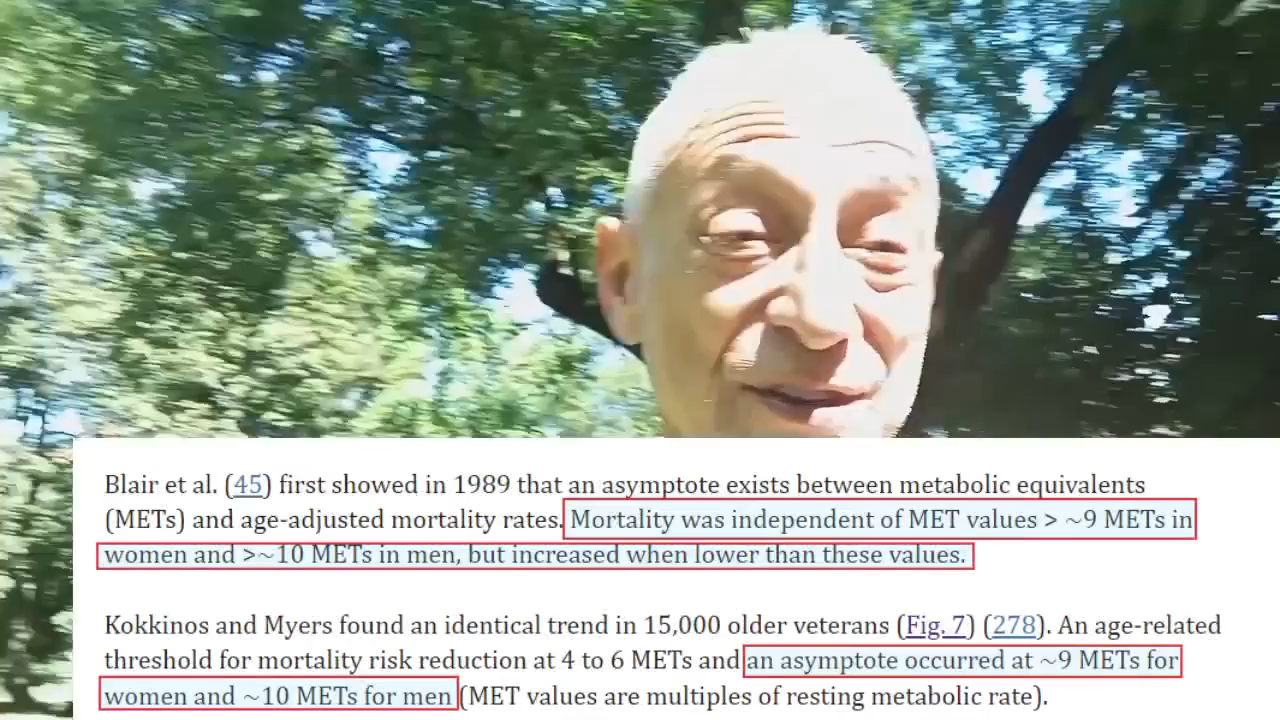 Blair et al. (45) first showed in 1989 that an asymptote exists between metabolic equivalents
(METs) and age-adjusted mortality rates. Mortality was independent of MET values > ~9 METs in
women and >~10 METs in men, but increased when lower than these values.
Kokkinos and Myers found an identical trend in 15,000 older veterans (Fig. 7) (278). An age-related
threshold for mortality risk reduction at 4 to 6 METs and an asymptote occurred at ~9 METs for
women and ~10 METs for men (MET values are multiples of resting metabolic rate).